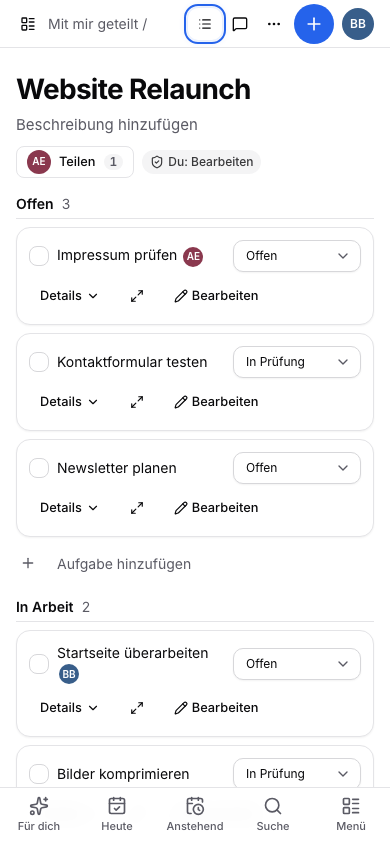 Mit mir geteilt /
BB
Website Relaunch
Beschreibung hinzufügen
AE Teilen 1 Du: Bearbeiten
Offen 3
Impressum prüfen AE Offen
Details Bearbeiten
Kontaktformular testen In Prüfung
Details Bearbeiten
Newsletter planen Offen
Details Bearbeiten
Aufgabe hinzufügen
In Arbeit 2
Startseite überarbeiten Offen
BB
Details Bearbeiten
Bilder komprimieren In Prüfung
Für dich Heute Anstehend Suche Menü